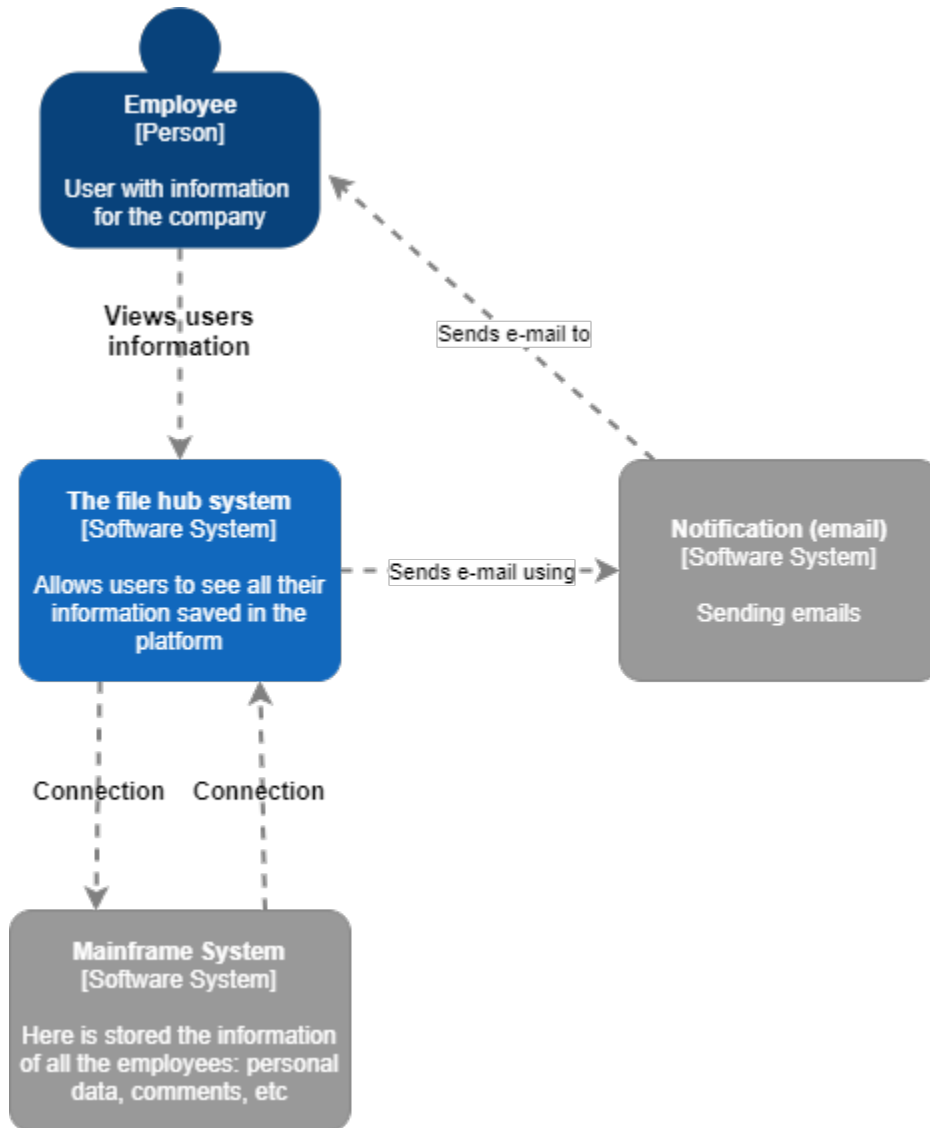 Employee
[Person]
User with information
for the company
Views users
information
Sends e-mail to
The file hub system
[Software System]
Allows users to see all their
information saved in the
platform
Sends e-mail using
Notification (email)
[Software System]
Sending emails
Connection
Connection
Mainframe System
[Software System]
Here is stored the information
of all the employees: personal
data, comments, etc